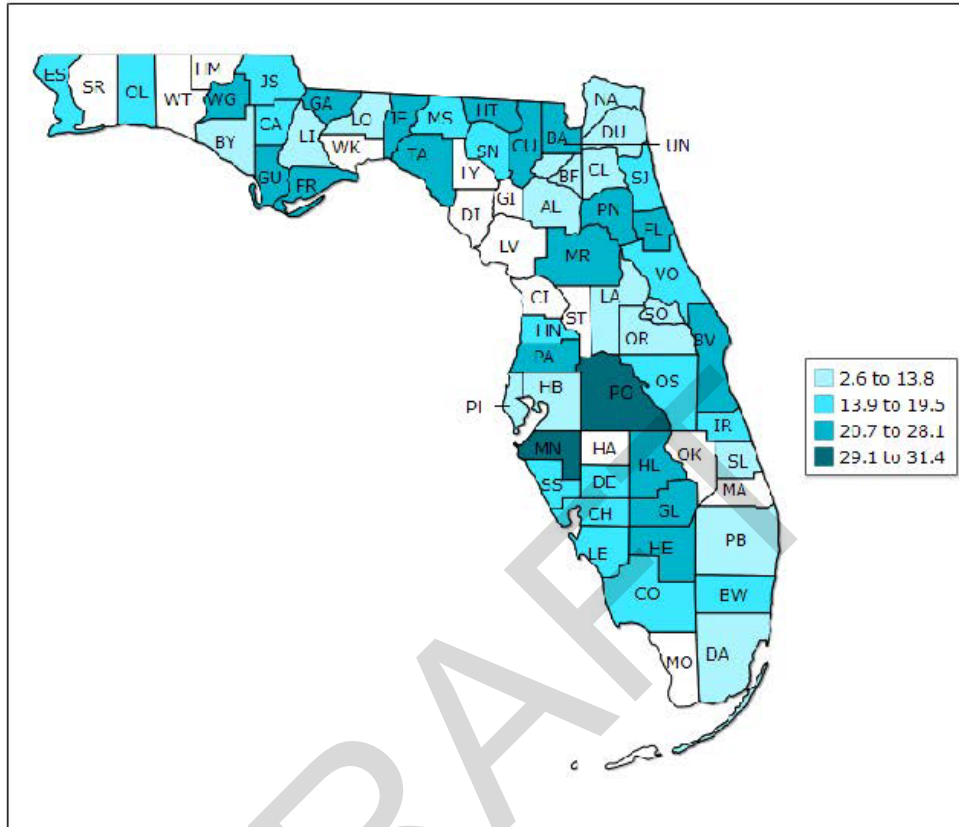 ES
SR
OL
WT
HM
WG
JS
BY
CA
GU
LI
GA
FR
LO
WK
JE
TA
MS
HT
SN
CU
BA
NA
DU
UN
LY
GI
DI
LV
AL
BF
CL
SJ
PN
FL
MR
VO
CI
ST
LA
SO
OR
BV
HN
PA
PI
HB
PO
OS
IR
MN
HA
HL
OK
SL
MA
SS
DE
CH
GL
LE
HE
PB
CO
BW
MO
DA
2.6 to 13.8
13.9 to 19.5
20.7 to 28.1
29.1 to 31.4
DRAFT